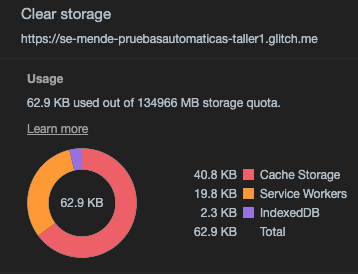 Clear storage
https://se-mende-pruebasautomaticas-taller1.glitch.me
Usage
62.9 KB used out of 134966 MB storage quota.
Learn more
62.9 KB
40.8 KB Cache Storage
19.8 KB Service Workers
2.3 KB IndexedDB
62.9 KB Total